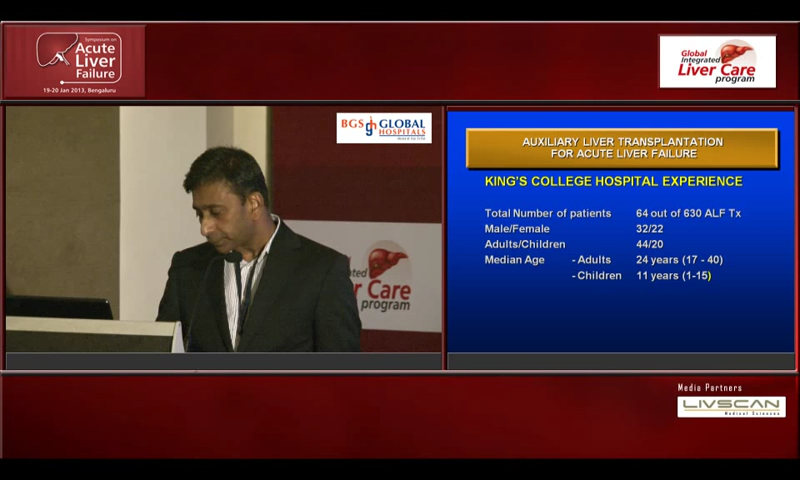 Symposium on
Acute
Liver
Failure
19-20 Jan 2013, Bengaluru
Global
Integrated
Liver Care
program
BGS GLOBAL
HOSPITALS
ated
r Care
program
AUXILIARY LIVER TRANSPLANTATION
FOR ACUTE LIVER FAILURE
KING'S COLLEGE HOSPITAL EXPERIENCE
Total Number of patients 64 out of 630 ALF Tx
Male/Female 32/22
Adults/Children 44/20
Median Age - Adults 24 years (17 - 40)
- Children 11 years (1-15)
Media Partners
LIVSCAN
Medical Sciences